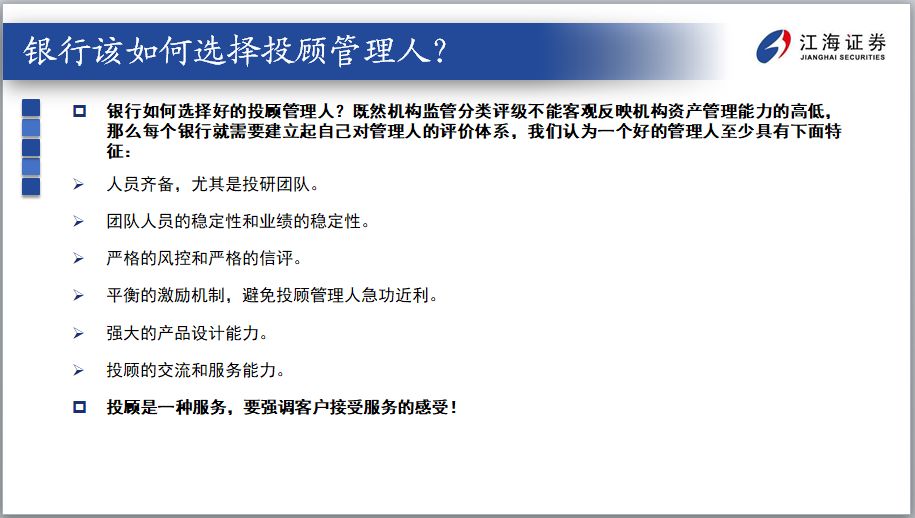 银行该如何选择投顾管理人？
江海证券
JIANGHAI SECURITIES
银行如何选择好的投顾管理人？既然机构监管分类评级不能客观反映机构资产管理能力的高低，
那么每个银行就需要建立起自己对管理人的评价体系，我们认为一个好的管理人至少具有下面特
征：
人员齐备，尤其是投研团队。
团队人员的稳定性和业绩的稳定性。
严格的风控和严格的信评。
平衡的激励机制，避免投顾管理人急功近利。
强大的产品设计能力。
投顾的交流和服务能力。
投顾是一种服务，要强调客户接受服务的感受！